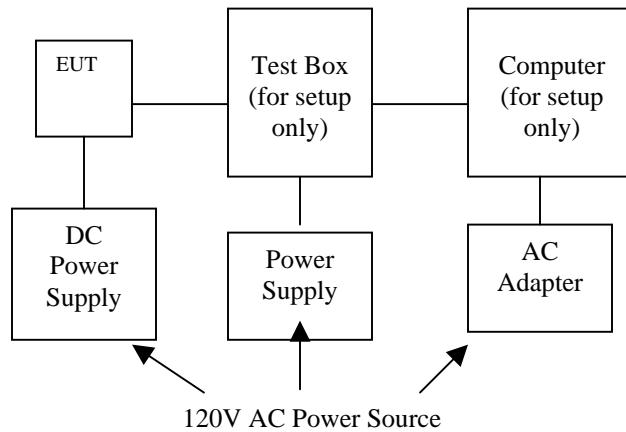 EUT
Test Box
(for setup
only)
Computer
(for setup
only)
DC
Power
Supply
Power
Supply
AC
Adapter
120V AC Power Source